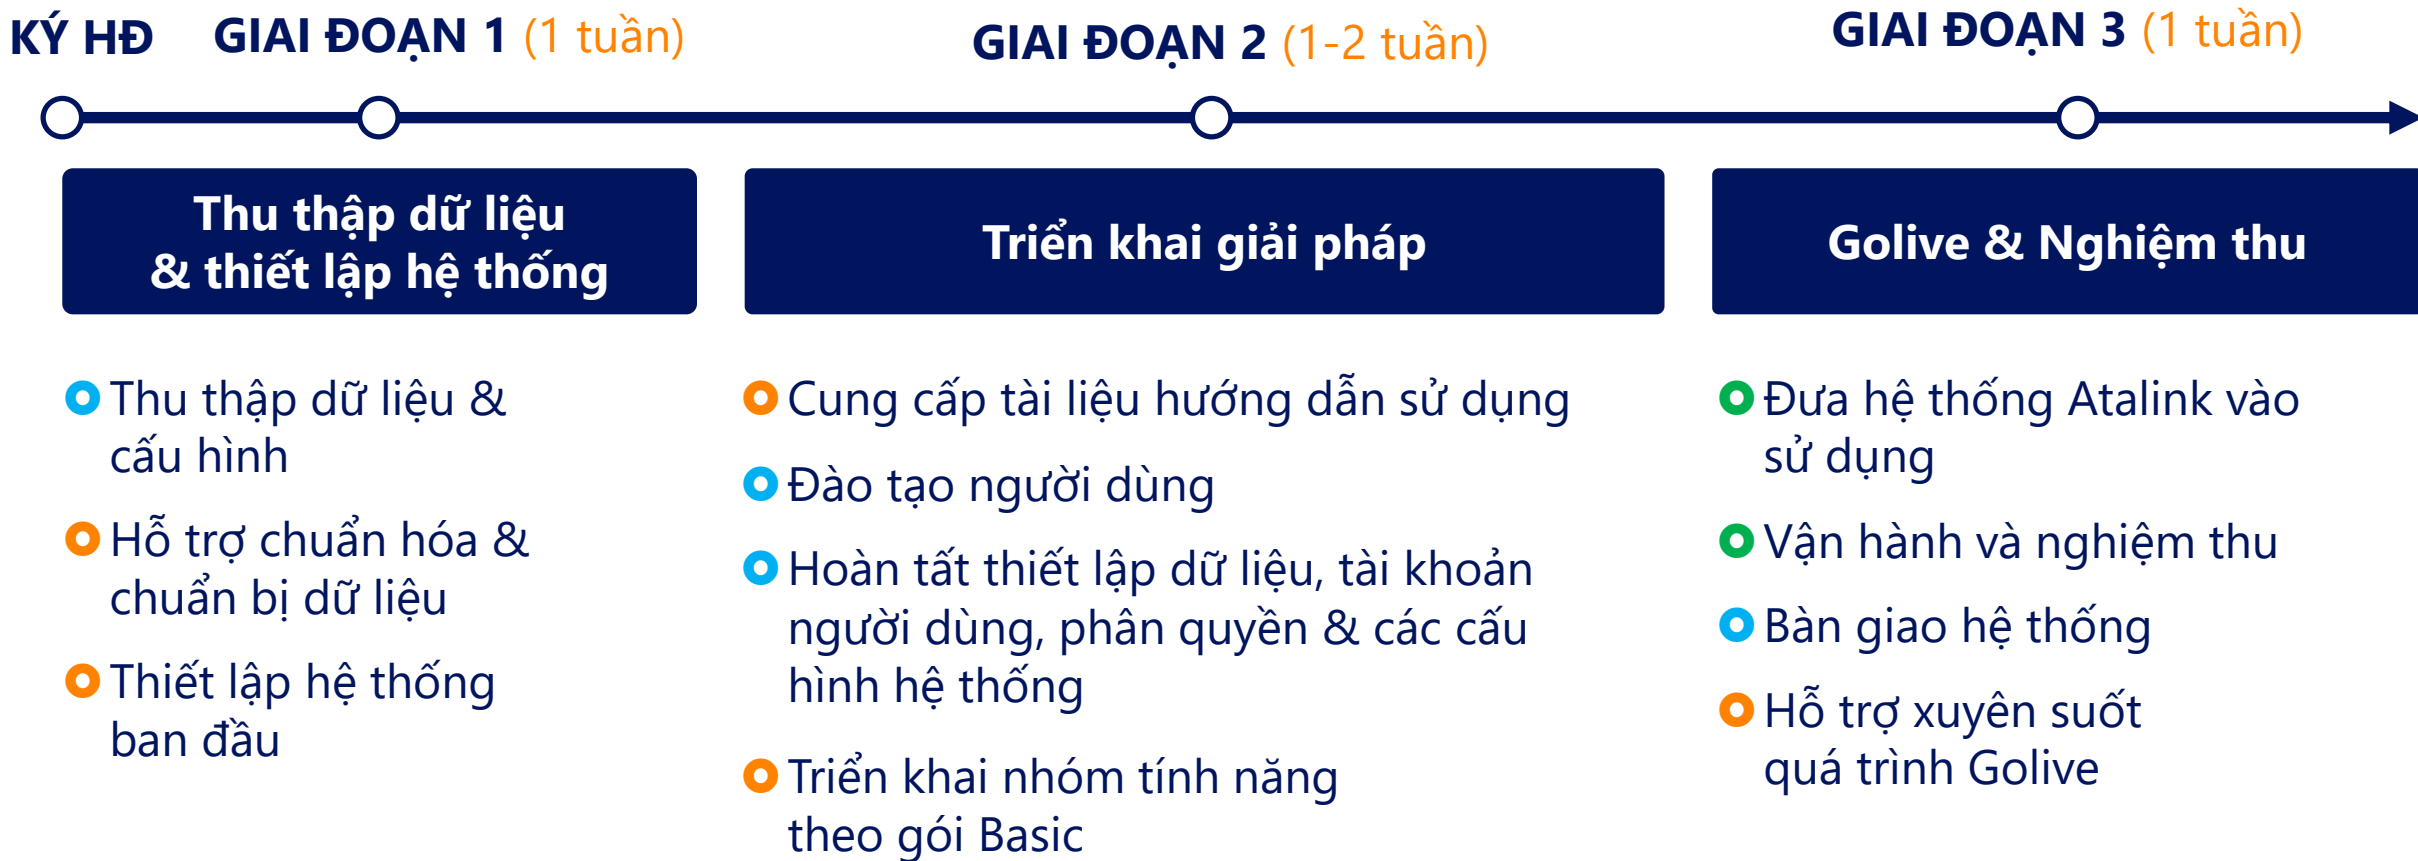 KÝ HĐ
GIAI ĐOẠN 1 (1 tuần)
GIAI ĐOẠN 2 (1-2 tuần)
GIAI ĐOẠN 3 (1 tuần)
Thu thập dữ liệu
& thiết lập hệ thống
Thu thập dữ liệu &
cấu hình
Hỗ trợ chuẩn hóa &
chuẩn bị dữ liệu
Thiết lập hệ thống
ban đầu
Triển khai giải pháp
Cung cấp tài liệu hướng dẫn sử dụng
Đào tạo người dùng
Hoàn tất thiết lập dữ liệu, tài khoản
người dùng, phân quyền & các cấu
hình hệ thống
Triển khai nhóm tính năng
theo gói Basic
Golive & Nghiệm thu
Đưa hệ thống Atalink vào
sử dụng
Vận hành và nghiệm thu
Bàn giao hệ thống
Hỗ trợ xuyên suốt
quá trình Golive